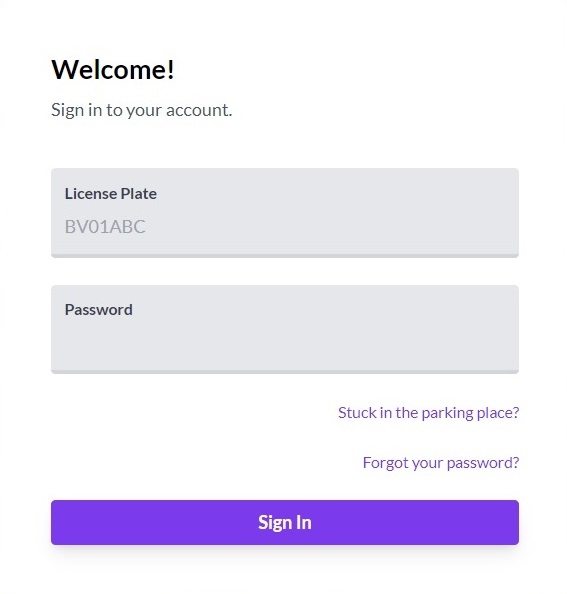 Welcome!
Sign in to your account.
License Plate
BV01ABC
Password
Stuck in the parking place?
Forgot your password?
Sign In